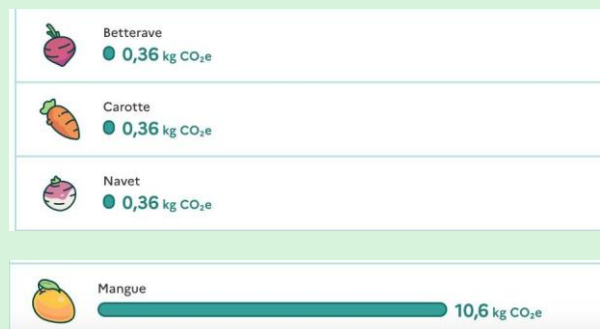 Betterave
0,36 kg CO₂e
Carotte
0,36 kg CO₂e
Navet
0,36 kg CO₂e
Mangue
10,6 kg CO₂e